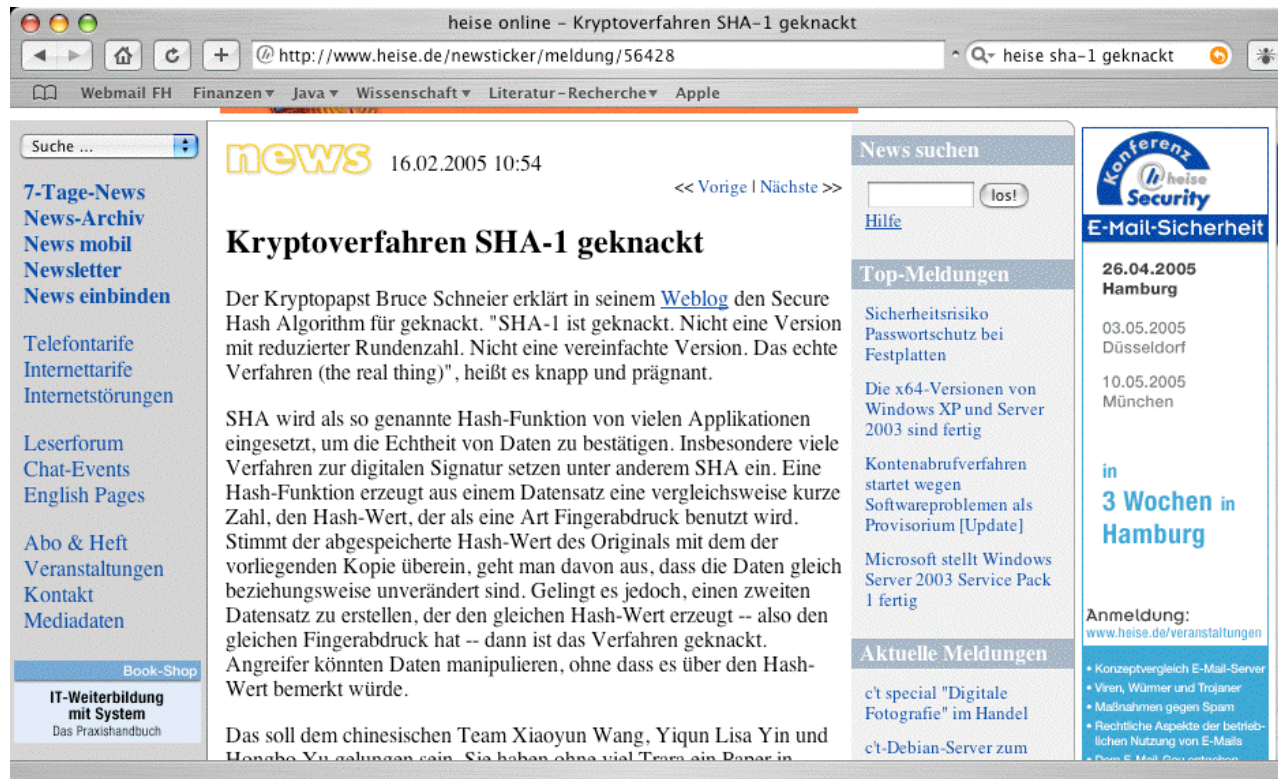 heise online – Kryptoverfahren SHA-1 geknackt
http://www.heise.de/newsticker/meldung/56428
heise sha-1 geknackt
Webmail FH Finanzen Java Wissenschaft Literatur-Recherche Apple
Suche ...
7-Tage-News
News-Archiv
News mobil
Newsletter
News einbinden
Telefontarife
Internettarife
Internetstörungen
Leserforum
Chat-Events
English Pages
Abo & Heft
Veranstaltungen
Kontakt
Mediadaten
Book-Shop
IT-Weiterbildung
mit System
Das Praxishandbuch
news 16.02.2005 10:54
<< Vorige | Nächste >>
Kryptoverfahren SHA-1 geknackt
Der Kryptopapst Bruce Schneier erklärt in seinem Weblog den Secure
Hash Algorithm für geknackt. "SHA-1 ist geknackt. Nicht eine Version
mit reduzierter Rundenzahl. Nicht eine vereinfachte Version. Das echte
Verfahren (the real thing)", heißt es knapp und prägnant.
SHA wird als so genannte Hash-Funktion von vielen Applikationen
eingesetzt, um die Echtheit von Daten zu bestätigen. Insbesondere viele
Verfahren zur digitalen Signatur setzen unter anderem SHA ein. Eine
Hash-Funktion erzeugt aus einem Datensatz eine vergleichsweise kurze
Zahl, den Hash-Wert, der als eine Art Fingerabdruck benutzt wird.
Stimmt der abgespeicherte Hash-Wert des Originals mit dem der
vorliegenden Kopie überein, geht man davon aus, dass die Daten gleich
beziehungsweise unverändert sind. Gelingt es jedoch, einen zweiten
Datensatz zu erstellen, der den gleichen Hash-Wert erzeugt -- also den
gleichen Fingerabdruck hat -- dann ist das Verfahren geknackt.
Angreifer könnten Daten manipulieren, ohne dass es über den Hash-
Wert bemerkt würde.
Das soll dem chinesischen Team Xiaoyun Wang, Yiqun Lisa Yin und
Hongbo Yu gelungen sein. Sie haben ohne viel Trara ein Paper in
News suchen
los!
Hilfe
Top-Meldungen
Sicherheitsrisiko
Passwortschutz bei
Festplatten
Die x64-Versionen von
Windows XP und Server
2003 sind fertig
Kontenabrufverfahren
startet wegen
Softwareproblemen als
Provisorium [Update]
Microsoft stellt Windows
Server 2003 Service Pack
1 fertig
Aktuelle Meldungen
c't special "Digitale
Fotografie" im Handel
c't-Debian-Server zum
Konferenz
heise
Security
E-Mail-Sicherheit
26.04.2005
Hamburg
03.05.2005
Düsseldorf
10.05.2005
München
in
3 Wochen in
Hamburg
Anmeldung:
www.heise.de/veranstaltungen
• Konzeptvergleich E-Mail-Server
• Viren, Würmer und Trojaner
• Maßnahmen gegen Spam
• Rechtliche Aspekte der betrieb-
lichen Nutzung von E-Mails